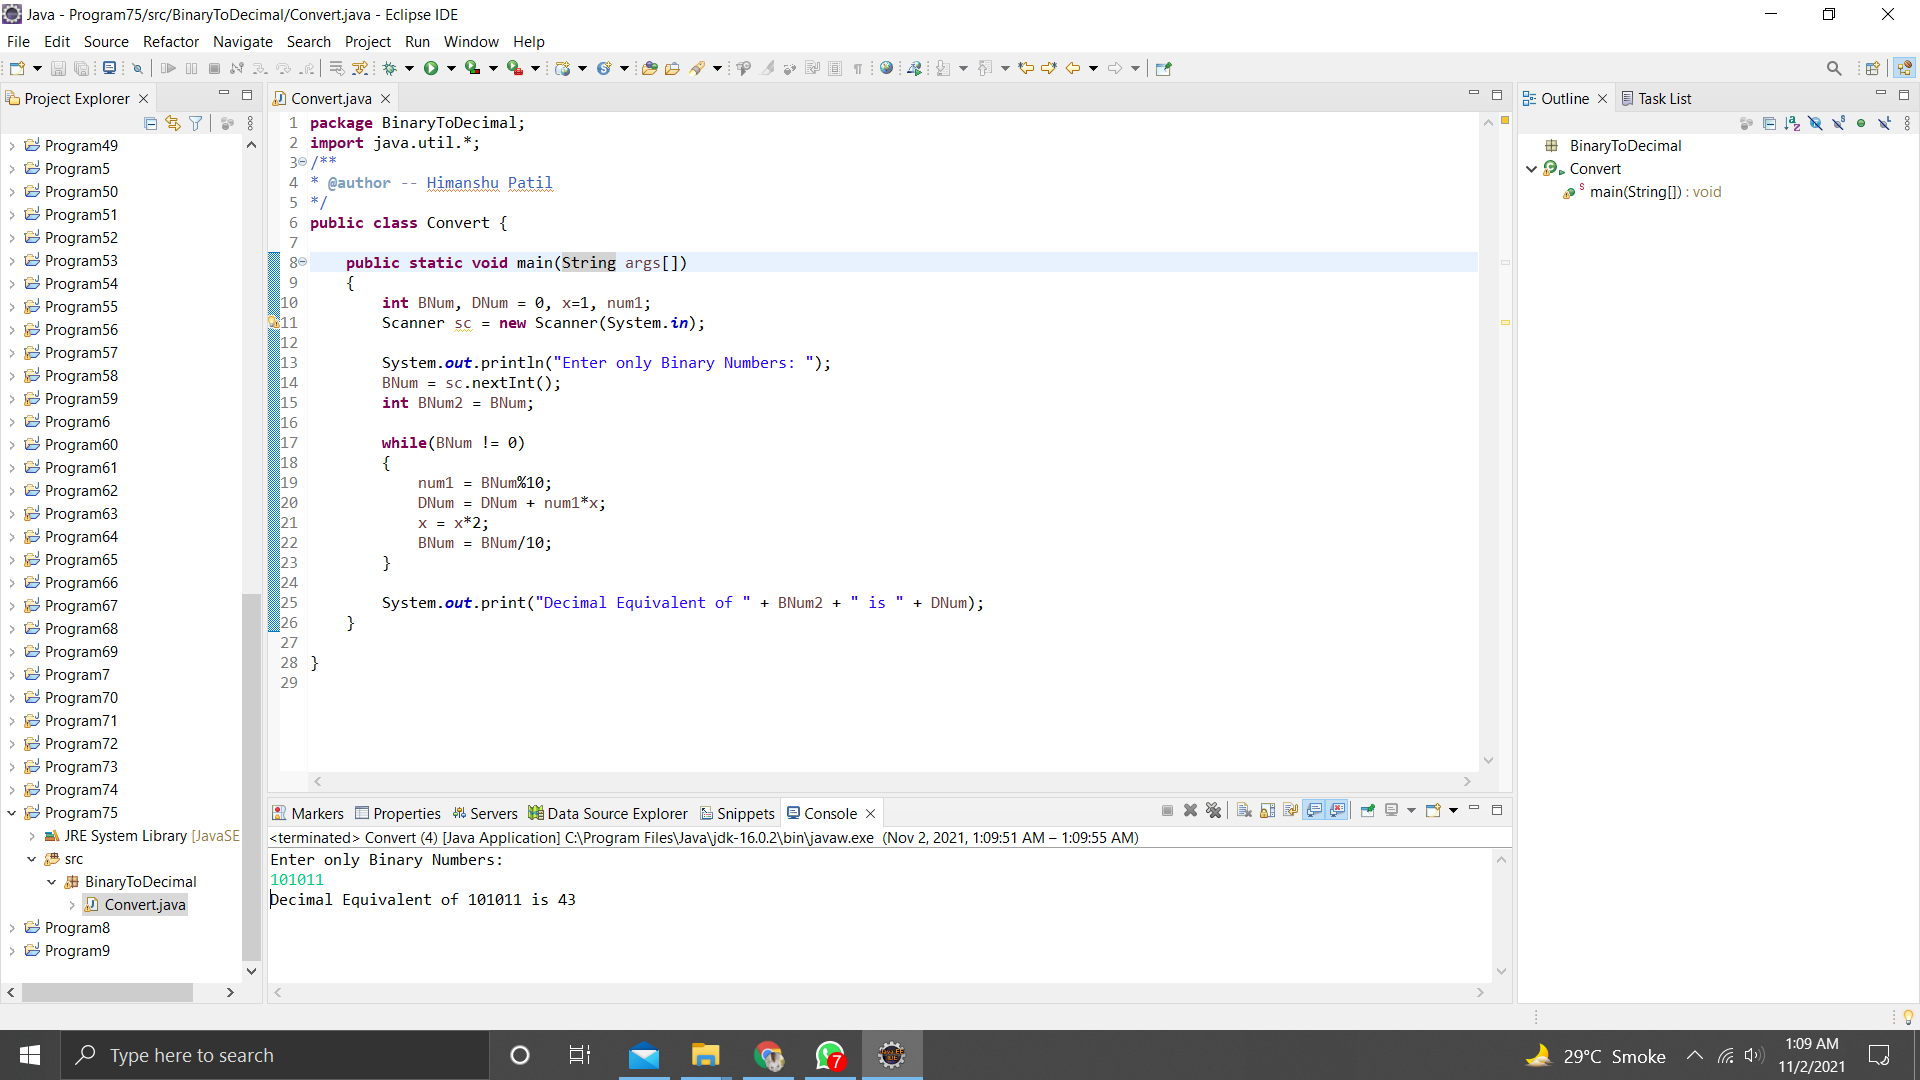 Java - Program75/src/BinaryToDecimal/Convert.java - Eclipse IDE
File Edit Source Refactor Navigate Search Project Run Window Help
Project Explorer
Program49
Program5
Program50
Program51
Program52
Program53
Program54
Program55
Program56
Program57
Program58
Program59
Program6
Program60
Program61
Program62
Program63
Program64
Program65
Program66
Program67
Program68
Program69
Program7
Program70
Program71
Program72
Program73
Program74
Program75
JRE System Library [JavaSE
src
BinaryToDecimal
Convert.java
Program8
Program9
Convert.java
1 package BinaryToDecimal;
2 import java.util.*;
3 /**
4 * @author -- Himanshu Patil
5 */
6 public class Convert {
7
8 public static void main(String args[])
9 {
10 int BNum, DNum = 0, x=1, num1;
11 Scanner sc = new Scanner(System.in);
12
13 System.out.println("Enter only Binary Numbers: ");
14 BNum = sc.nextInt();
15 int BNum2 = BNum;
16
17 while(BNum != 0)
18 {
19 num1 = BNum%10;
20 DNum = DNum + num1*x;
21 x = x*2;
22 BNum = BNum/10;
23 }
24
25 System.out.print("Decimal Equivalent of " + BNum2 + " is " + DNum);
26 }
27
28 }
29
Outline Task List
BinaryToDecimal
Convert
main(String[]) : void
Markers Properties Servers Data Source Explorer Snippets Console
<terminated> Convert (4) [Java Application] C:\Program Files\Java\jdk-16.0.2\bin\javaw.exe (Nov 2, 2021, 1:09:51 AM – 1:09:55 AM)
Enter only Binary Numbers:
101011
Decimal Equivalent of 101011 is 43
Type here to search
7
29°C Smoke
1:09 AM
11/2/2021